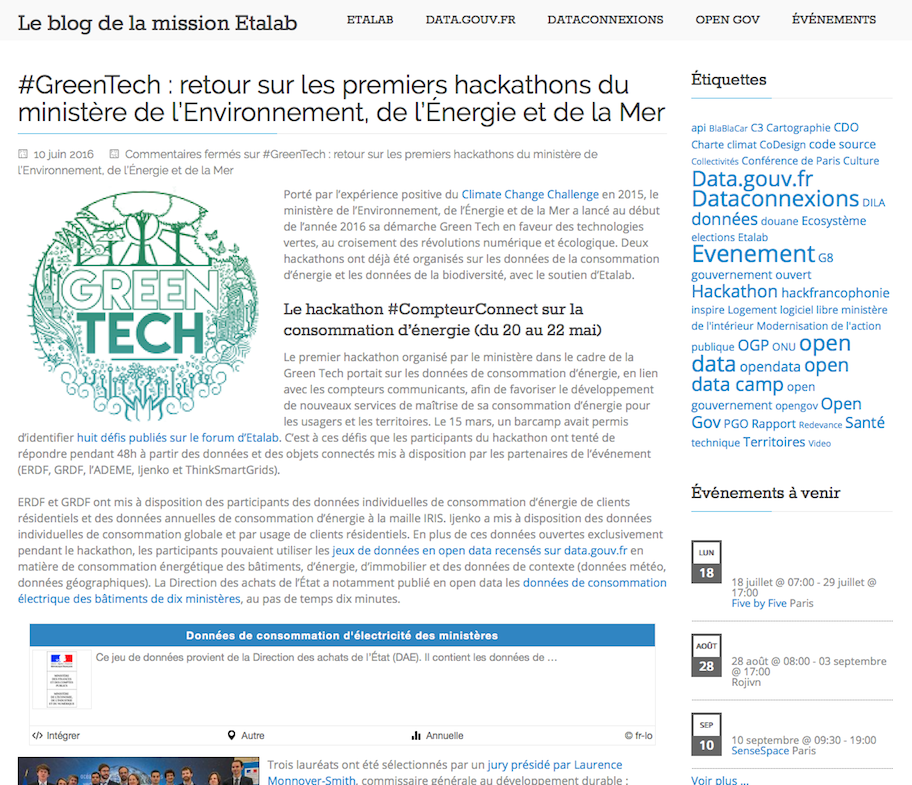 Le blog de la mission Etalab
ETALAB
DATA.GOUV.FR
DATACONNEXIONS
OPEN GOV
ÉVÉNEMENTS
#GreenTech : retour sur les premiers hackathons du
ministère de l'Environnement, de l'Énergie et de la Mer
10 juin 2016
Commentaires fermés sur #GreenTech : retour sur les premiers hackathons du ministère de
l'Environnement, de l'Énergie et de la Mer
GREEN
TECH
Porté par l'expérience positive du Climate Change Challenge en 2015, le
ministère de l'Environnement, de l'Énergie et de la Mer a lancé au début
de l'année 2016 sa démarche Green Tech en faveur des technologies
vertes, au croisement des révolutions numérique et écologique. Deux
hackathons ont déjà été organisés sur les données de la consommation
d'énergie et les données de la biodiversité, avec le soutien d'Etalab.
Le hackathon #CompteurConnect sur la
consommation d'énergie (du 20 au 22 mai)
Le premier hackathon organisé par le ministère dans le cadre de la
Green Tech portait sur les données de consommation d'énergie, en lien
avec les compteurs communicants, afin de favoriser le développement
de nouveaux services de maîtrise de sa consommation d'énergie pour
les usagers et les territoires. Le 15 mars, un barcamp avait permis
d'identifier huit défis publiés sur le forum d'Etalab. C'est à ces défis que les participants du hackathon ont tenté de
répondre pendant 48h à partir des données et des objets connectés mis à disposition par les partenaires de l'événement
(ERDF, GRDF, l'ADEME, Ijenko et ThinkSmartGrids).
ERDF et GRDF ont mis à disposition des participants des données individuelles de consommation d'énergie de clients
résidentiels et des données annuelles de consommation d'énergie à la maille IRIS. Ijenko a mis à disposition des données
individuelles de consommation globale et par usage de clients résidentiels. En plus de ces données ouvertes exclusivement
pendant le hackathon, les participants pouvaient utiliser les jeux de données en open data recensés sur data.gouv.fr en
matière de consommation énergétique des bâtiments, d'énergie, d'immobilier et des données de contexte (données météo,
données géographiques). La Direction des achats de l'État a notamment publié en open data les données de consommation
électrique des bâtiments de dix ministères, au pas de temps dix minutes.
Données de consommation d'électricité des ministères
Ce jeu de données provient de la Direction des achats de l'État (DAE). Il contient les données de ...
Intégrer
Autre
Annuelle
© fr-lo
Trois lauréats ont été sélectionnés par un jury présidé par Laurence
Monnoyer-Smith, commissaire générale au développement durable :
Étiquettes
api BlaBlaCar C3 Cartographie CDO
Charte climat CoDesign code source
Collectivités Conférence de Paris Culture
Data.gouv.fr
Dataconnexions DILA
données douane Ecosystème
elections Etalab
Evenement G8
gouvernement ouvert
Hackathon hackfrancophonie
inspire Logement logiciel libre ministère
de l'intérieur Modernisation de l'action
publique OGP ONU open
data opendata open
data camp open
gouvernement opengov Open
Gov PGO Rapport Redevance Santé
technique Territoires Video
Événements à venir
LUN
18
18 juillet @ 07:00 - 29 juillet @
17:00
Five by Five Paris
AOÛT
28
28 août @ 08:00 - 03 septembre
@ 17:00
Rojivn
SEP
10
10 septembre @ 09:30 - 19:00
SenseSpace Paris
Voir plus ...